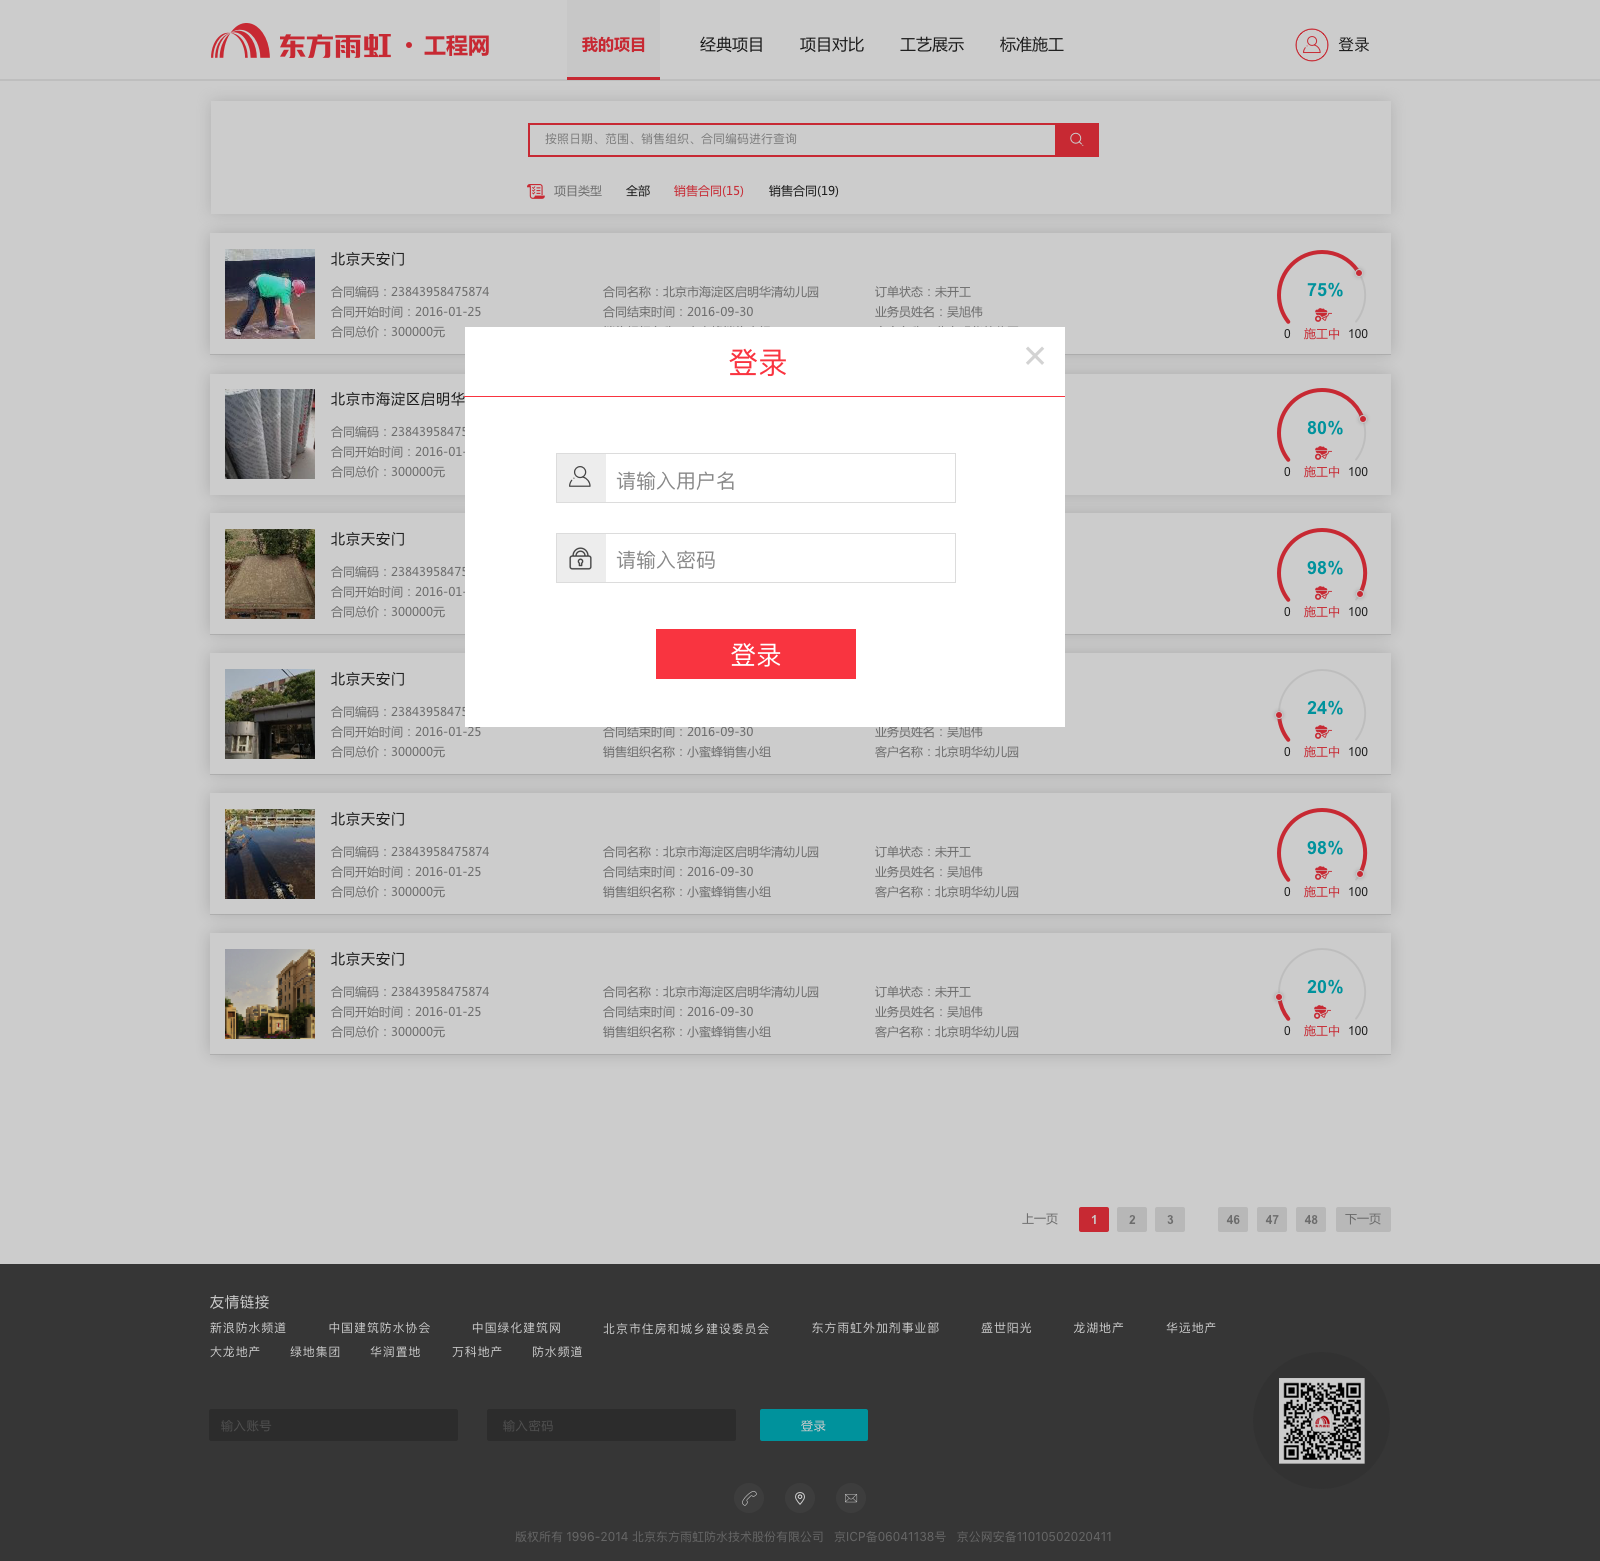 东方雨虹 · 工程网
我的项目 经典项目 项目对比 工艺展示 标准施工 登录
按照日期、范围、销售组织、合同编码进行查询
项目类型 全部 销售合同(15) 销售合同(19)
北京天安门
合同编码：23843958475874 合同名称：北京市海淀区启明华清幼儿园 订单状态：未开工
合同开始时间：2016-01-25 合同结束时间：2016-09-30 业务员姓名：吴旭伟
合同总价：300000元
75%
0 施工中 100
登录
北京市海淀区启明华
合同编码：2384395847
合同开始时间：2016-01-
合同总价：300000元
80%
0 施工中 100
请输入用户名
北京天安门
合同编码：2384395847
合同开始时间：2016-01-
合同总价：300000元
98%
0 施工中 100
请输入密码
登录
北京天安门
合同编码：2384395847
合同开始时间：2016-01-25 合同结束时间：2016-09-30 业务员姓名：吴旭伟
合同总价：300000元 销售组织名称：小蜜蜂销售小组 客户名称：北京明华幼儿园
24%
0 施工中 100
北京天安门
合同编码：23843958475874 合同名称：北京市海淀区启明华清幼儿园 订单状态：未开工
合同开始时间：2016-01-25 合同结束时间：2016-09-30 业务员姓名：吴旭伟
合同总价：300000元 销售组织名称：小蜜蜂销售小组 客户名称：北京明华幼儿园
98%
0 施工中 100
北京天安门
合同编码：23843958475874 合同名称：北京市海淀区启明华清幼儿园 订单状态：未开工
合同开始时间：2016-01-25 合同结束时间：2016-09-30 业务员姓名：吴旭伟
合同总价：300000元 销售组织名称：小蜜蜂销售小组 客户名称：北京明华幼儿园
20%
0 施工中 100
上一页 1 2 3 46 47 48 下一页
友情链接
新浪防水频道 中国建筑防水协会 中国绿化建筑网 北京市住房和城乡建设委员会 东方雨虹外加剂事业部 盛世阳光 龙湖地产 华远地产
大龙地产 绿地集团 华润置地 万科地产 防水频道
输入账号 输入密码 登录
东方雨虹
版权所有 1996-2014 北京东方雨虹防水技术股份有限公司 京ICP备06041138号 京公网安备11010502020411